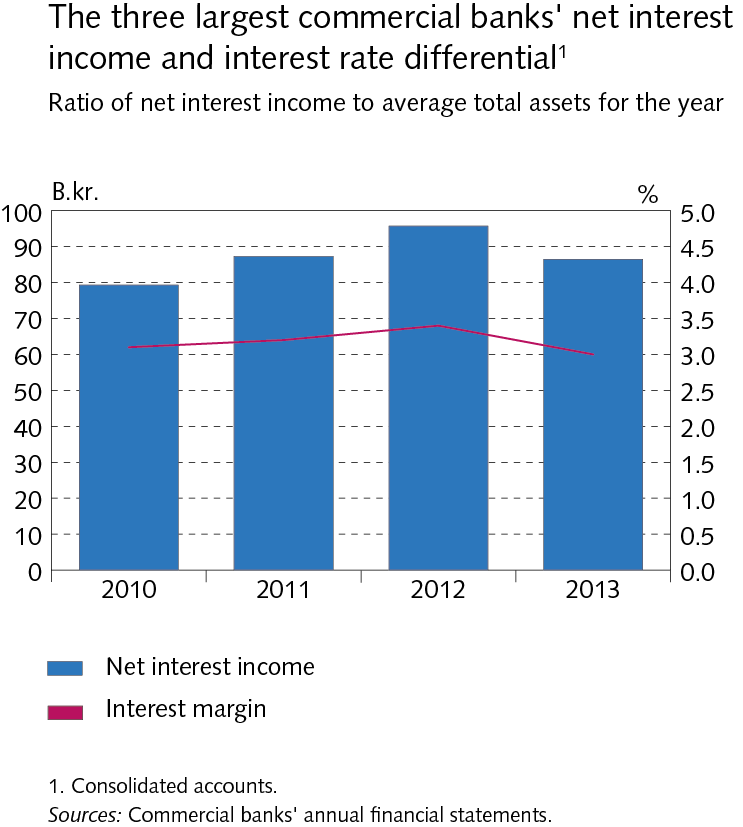 The three largest commercial banks' net interest
income and interest rate differential¹
Ratio of net interest income to average total assets for the year
B.kr. %
100 5.0
90 4.5
80 4.0
70 3.5
60 3.0
50 2.5
40 2.0
30 1.5
20 1.0
10 0.5
0 0.0
2010 2011 2012 2013
Net interest income
Interest margin
1. Consolidated accounts.
Sources: Commercial banks' annual financial statements.